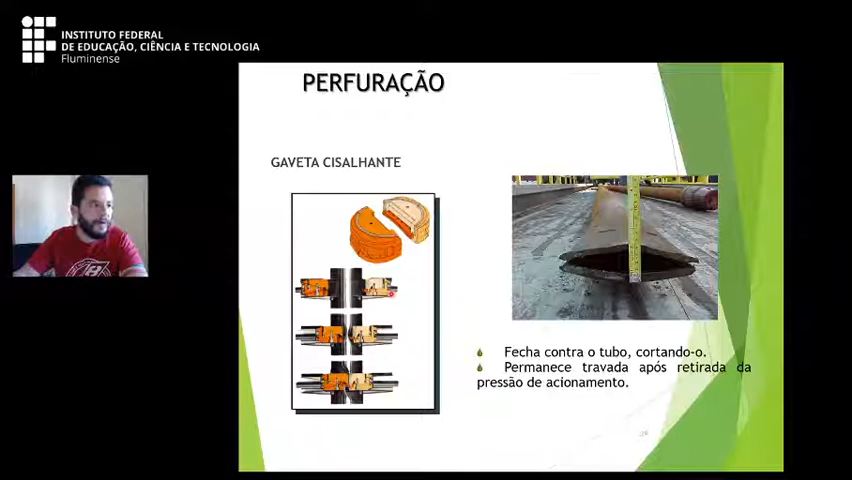 INSTITUTO FEDERAL
DE EDUCAÇÃO, CIÊNCIA E TECNOLOGIA
Fluminense
PERFURAÇÃO
GAVETA CISALHANTE
Fecha contra o tubo, cortando-o.
Permanece travada após retirada da
pressão de acionamento.